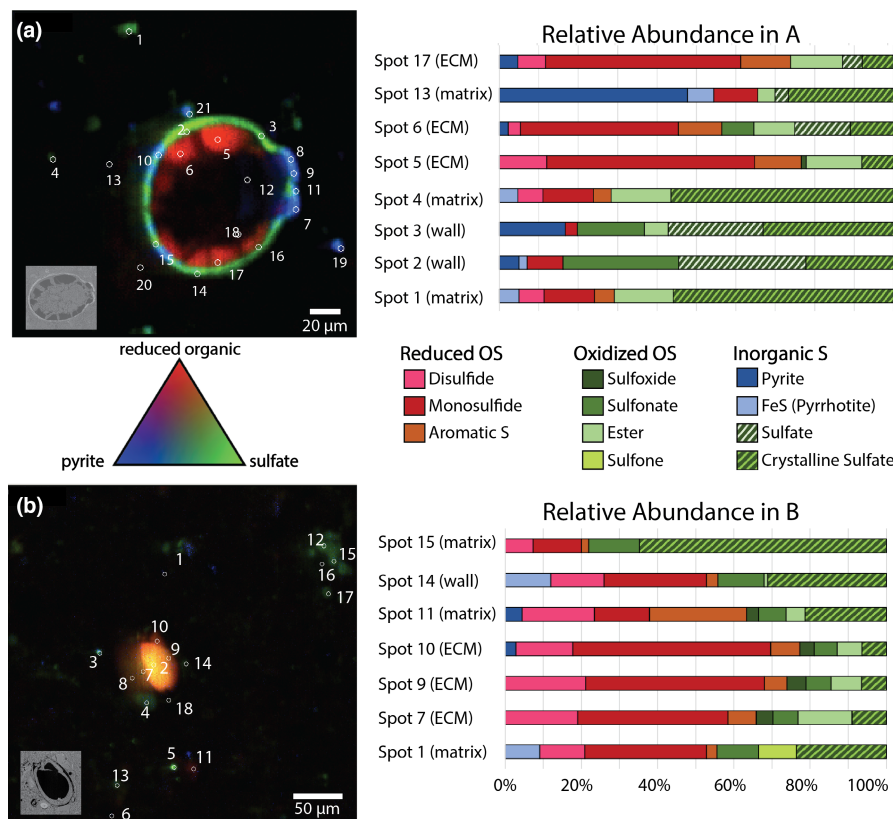 (a)
1
21
2
3
5
8
10
6
9
4
13
12
11
7
18
15
16
17
19
20
14
20 µm
Relative Abundance in A
Spot 17 (ECM)
Spot 13 (matrix)
Spot 6 (ECM)
Spot 5 (ECM)
Spot 4 (matrix)
Spot 3 (wall)
Spot 2 (wall)
Spot 1 (matrix)
reduced organic
pyrite
sulfate
Reduced OS
Disulfide
Monosulfide
Aromatic S
Oxidized OS
Sulfoxide
Sulfonate
Ester
Sulfone
Inorganic S
Pyrite
FeS (Pyrrhotite)
Sulfate
Crystalline Sulfate
(b)
12
1
15
16
17
10
3
9
2
14
7
8
4
18
5
11
13
6
50 µm
Relative Abundance in B
Spot 15 (matrix)
Spot 14 (wall)
Spot 11 (matrix)
Spot 10 (ECM)
Spot 9 (ECM)
Spot 7 (ECM)
Spot 1 (matrix)
0% 20% 40% 60% 80% 100%